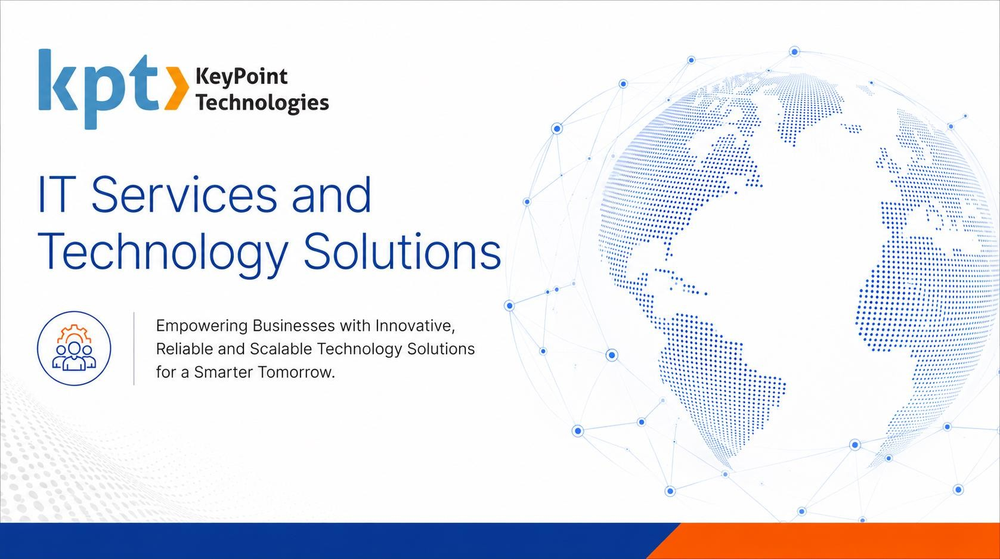 kpt
KeyPoint
Technologies
IT Services and
Technology Solutions
Empowering Businesses with Innovative,
Reliable and Scalable Technology Solutions
for a Smarter Tomorrow.